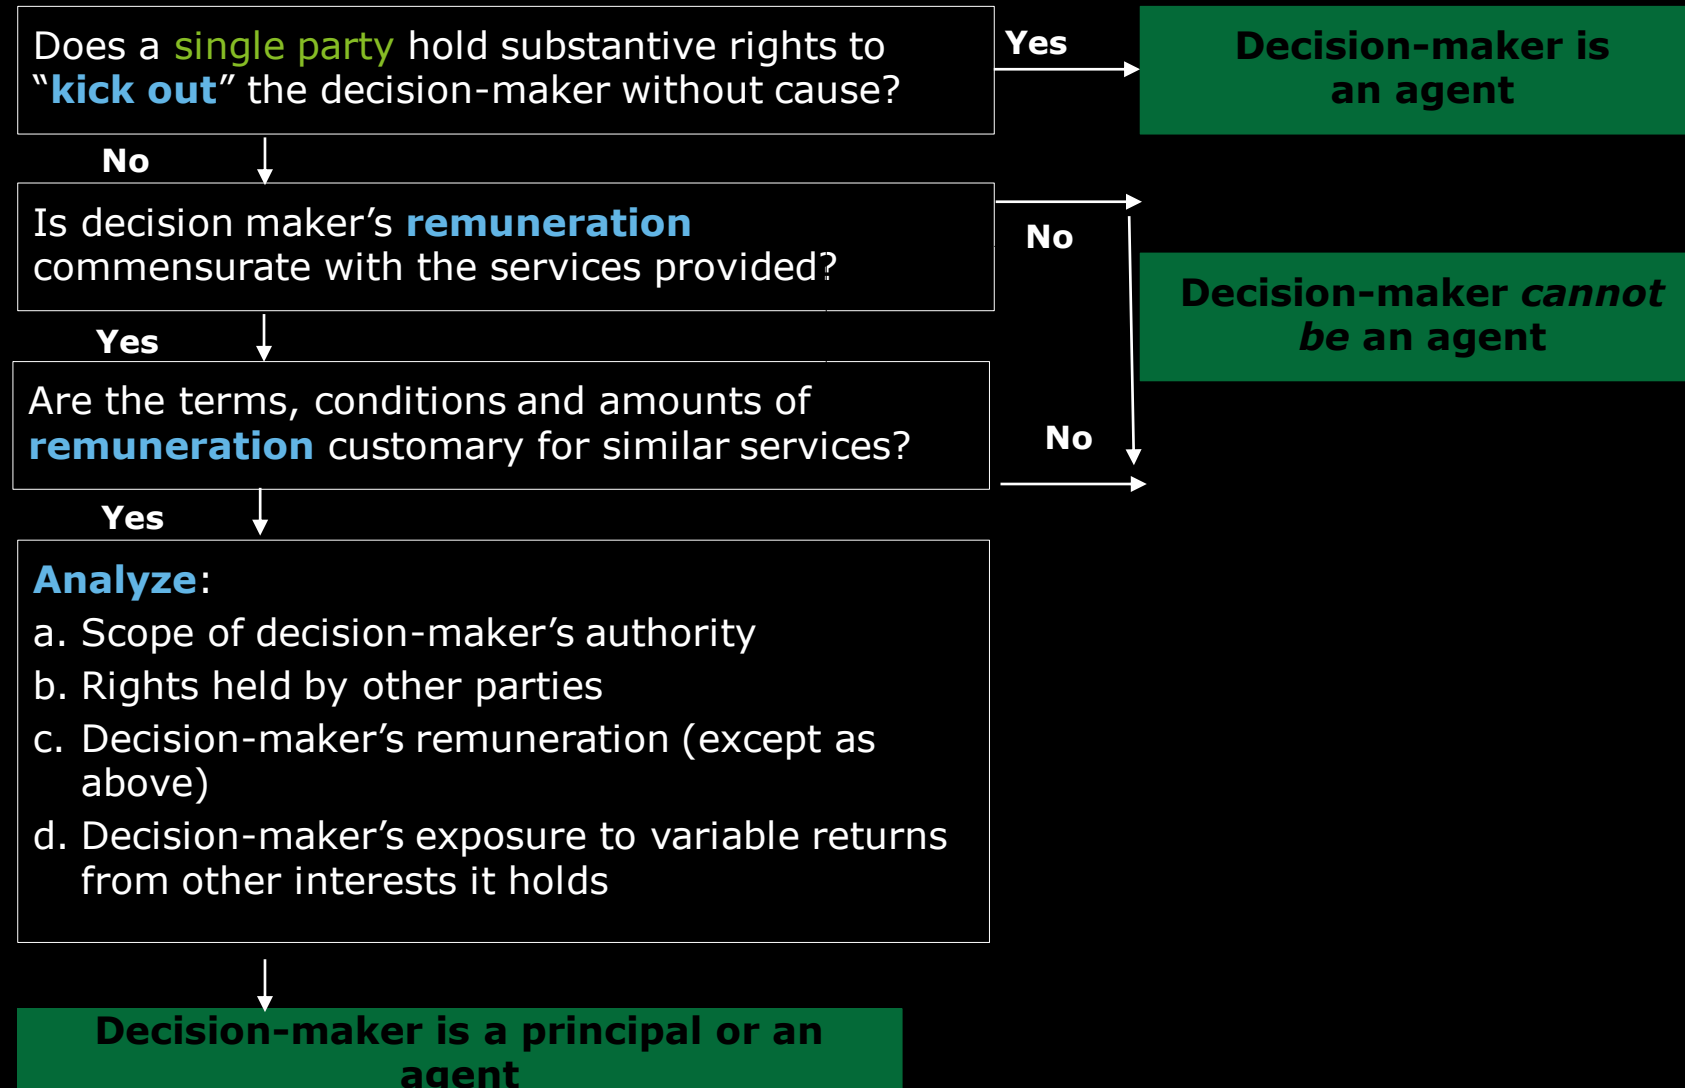 Does a single party hold substantive rights to
“kick out” the decision-maker without cause?
Yes
Decision-maker is
an agent
No
Is decision maker’s remuneration
commensurate with the services provided?
No
Decision-maker cannot
be an agent
Yes
Are the terms, conditions and amounts of
remuneration customary for similar services?
No
Yes
Analyze:
a. Scope of decision-maker’s authority
b. Rights held by other parties
c. Decision-maker’s remuneration (except as
above)
d. Decision-maker’s exposure to variable returns
from other interests it holds
Decision-maker is a principal or an
agent